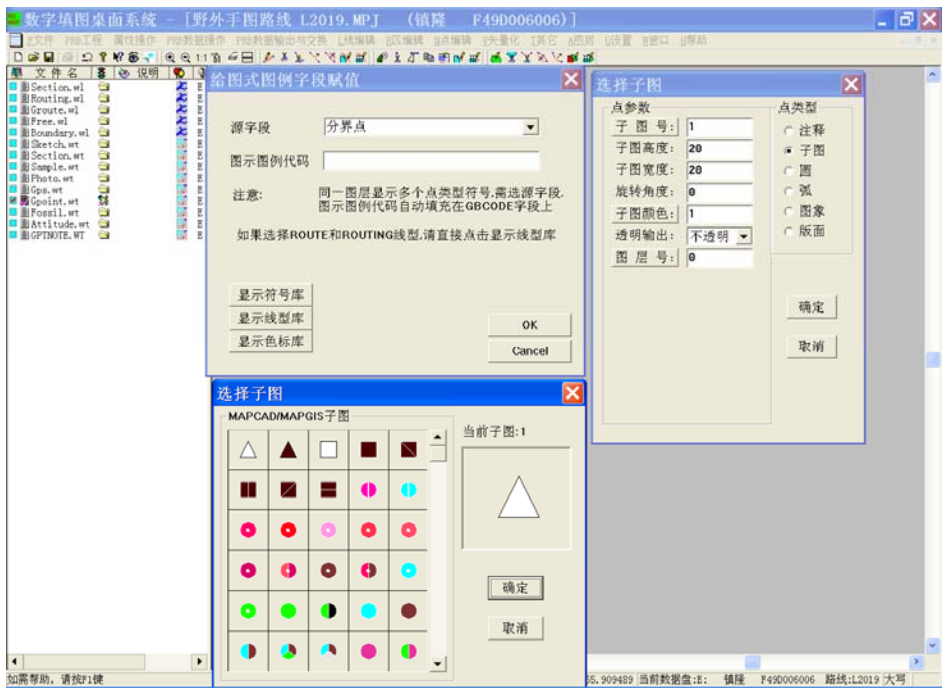 数字填图桌面系统 - [野外手图路线 L2019.MPJ (镇隆 F49D006006)]
文件名 说明
Section.wl
Routing.wl
Groute.wl
Free.wl
Boundary.wl
Sketch.wt
Section.wt
Sample.wt
Photo.wt
Gps.wt
Gpoint.wt
Fossil.wt
Attitude.wt
GPTNOTE.WT
给图式图例字段赋值
源字段 分界点
图示图例代码
注意: 同一图层显示多个点类型符号,需选源字段.
图示图例代码自动填充在GBCODE字段上
如果选择ROUTE和ROUTING线型,请直接点击显示线型库
显示符号库
显示线型库
显示色标库
OK
Cancel
选择子图
点参数
子图号: 1
子图高度: 20
子图宽度: 20
旋转角度: 0
子图颜色: 1
透明输出: 不透明
图层号: 0
点类型
注释
子图
圆
弧
图象
版面
确定
取消
选择子图
MAPCAD/MAPGIS子图
当前子图:1
确定
取消
如需帮助，请按F1键
55.909489 当前数据盘:E: 镇隆 F49D006006 路线:L2019 大写